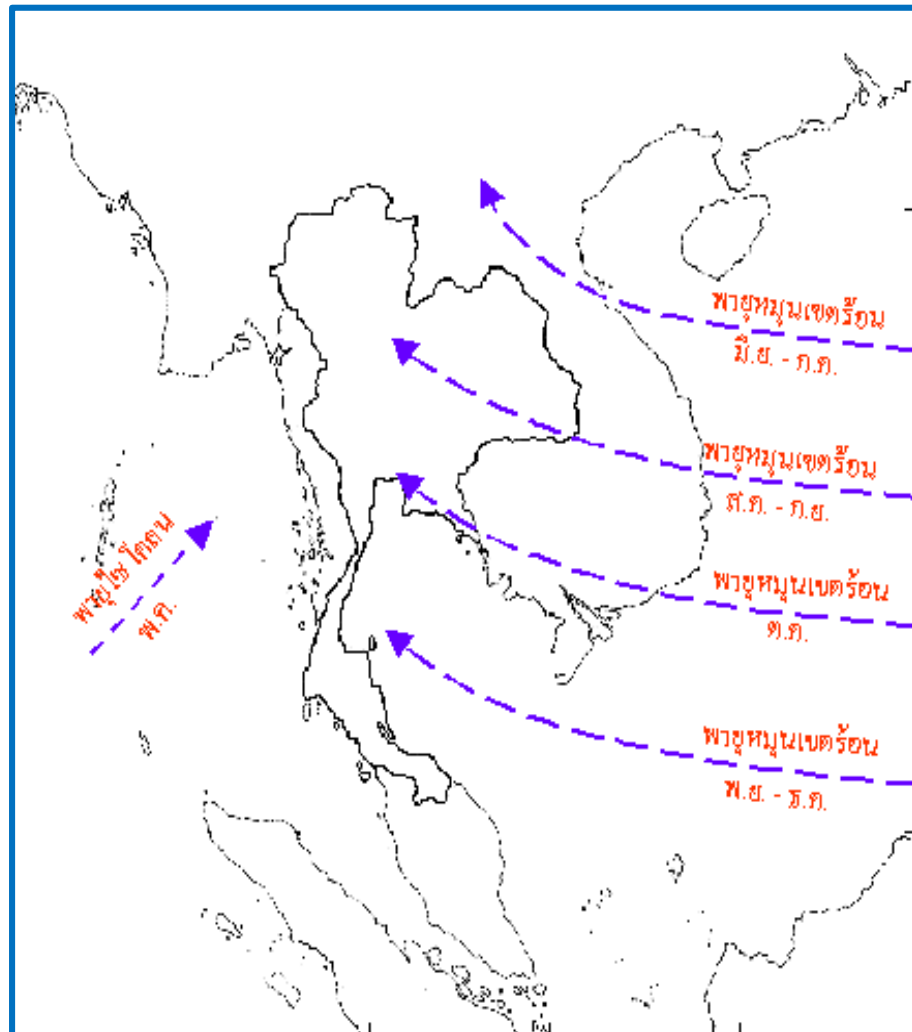 พายุหมุนเขตร้อน
มิ.ย. - ก.ค.
พายุหมุนเขตร้อน
ส.ค. - ก.ย.
พายุไซโคลน
พ.ค.
พายุหมุนเขตร้อน
ต.ค.
พายุหมุนเขตร้อน
พ.ย. - ธ.ค.